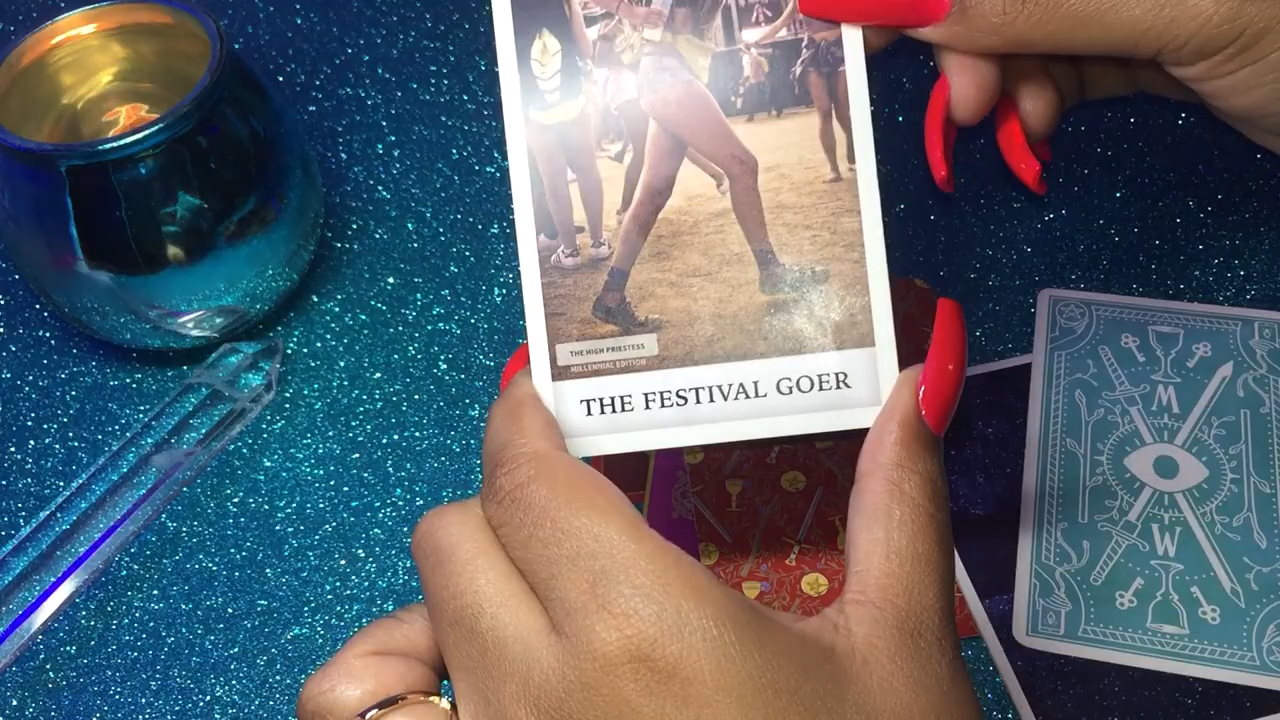 THE HIGH PRIESTESS
MILLENNIAL EDITION
THE FESTIVAL GOER
M
W